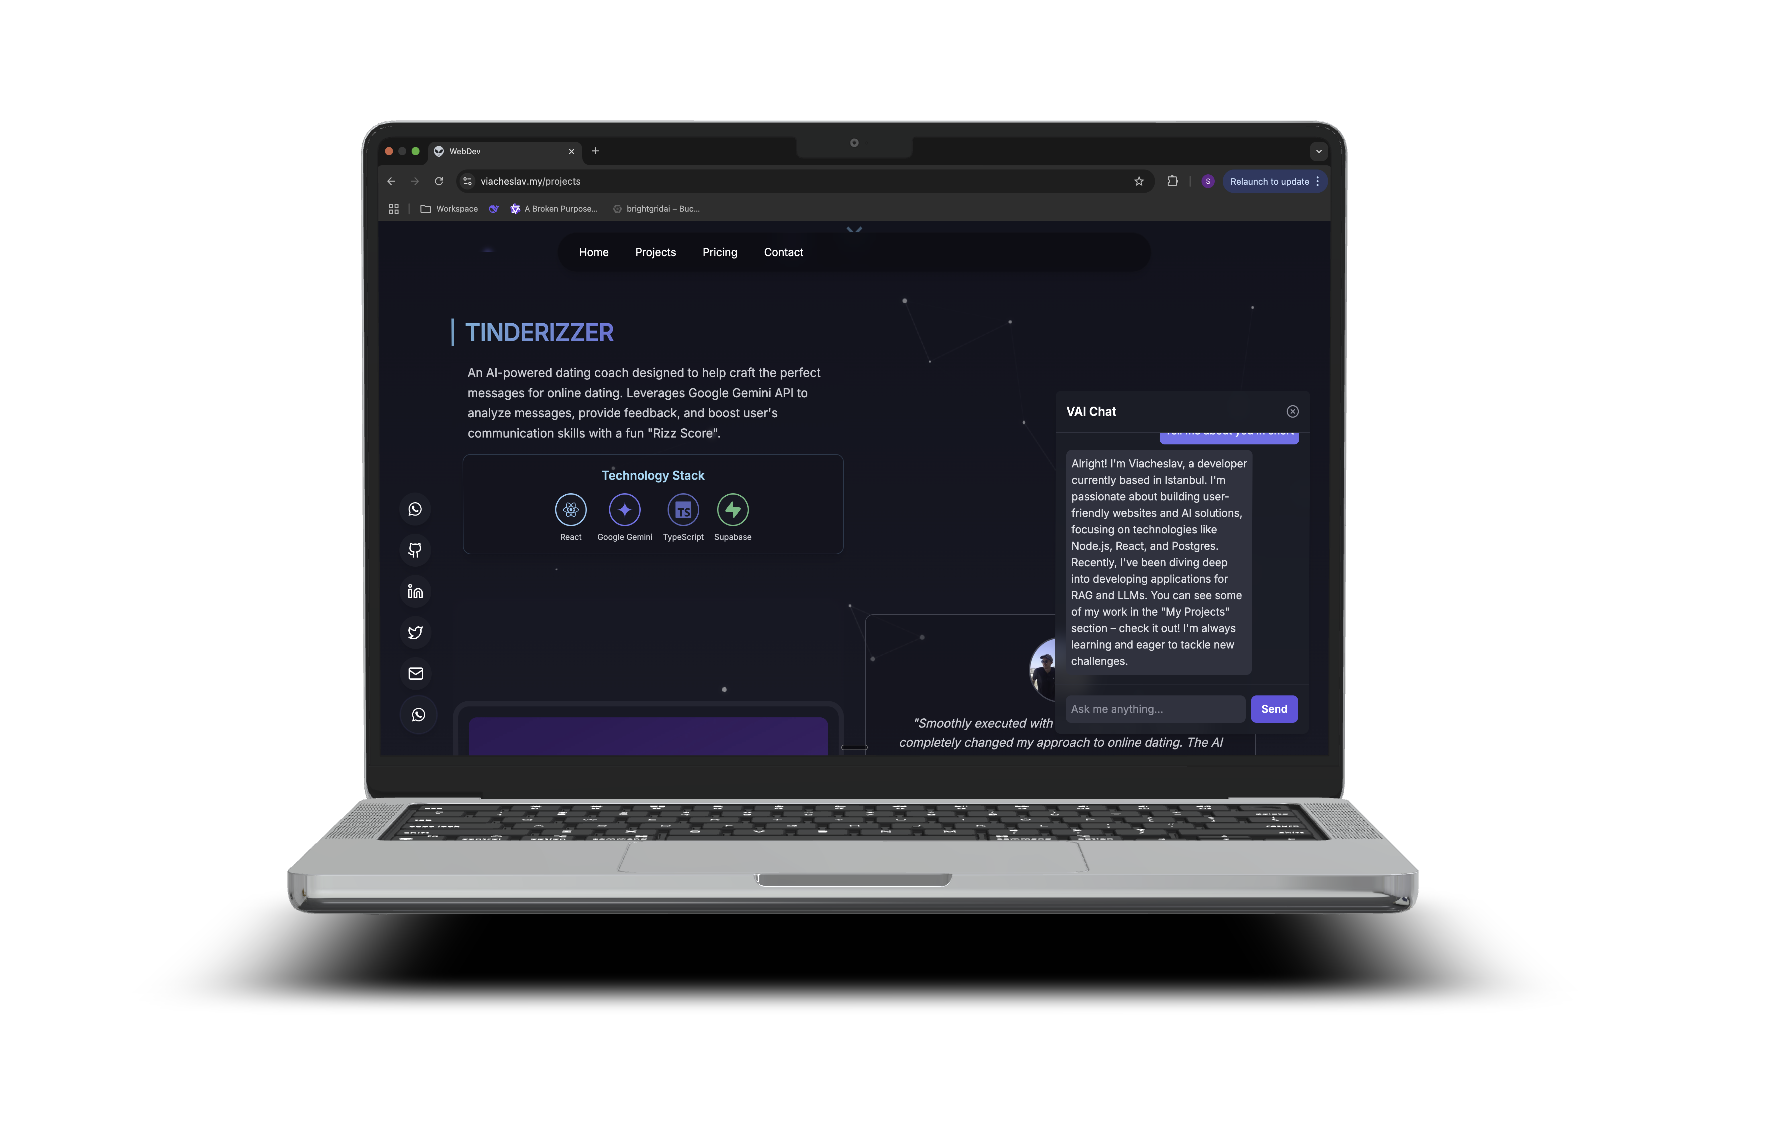 WebDev
viacheslav.my/projects
S
Relaunch to update
Workspace
A Broken Purpose...
brightgridai – Buc...
Home
Projects
Pricing
Contact
TINDERIZZER
An AI-powered dating coach designed to help craft the perfect
messages for online dating. Leverages Google Gemini API to
analyze messages, provide feedback, and boost user's
communication skills with a fun "Rizz Score".
Technology Stack
TS
React
Google Gemini
TypeScript
Supabase
"Smoothly executed with
completely changed my approach to online dating. The AI
VAI Chat
Tell me about you in short
Alright! I'm Viacheslav, a developer
currently based in Istanbul. I'm
passionate about building user-
friendly websites and AI solutions,
focusing on technologies like
Node.js, React, and Postgres.
Recently, I've been diving deep
into developing applications for
RAG and LLMs. You can see some
of my work in the "My Projects"
section – check it out! I'm always
learning and eager to tackle new
challenges.
Ask me anything...
Send